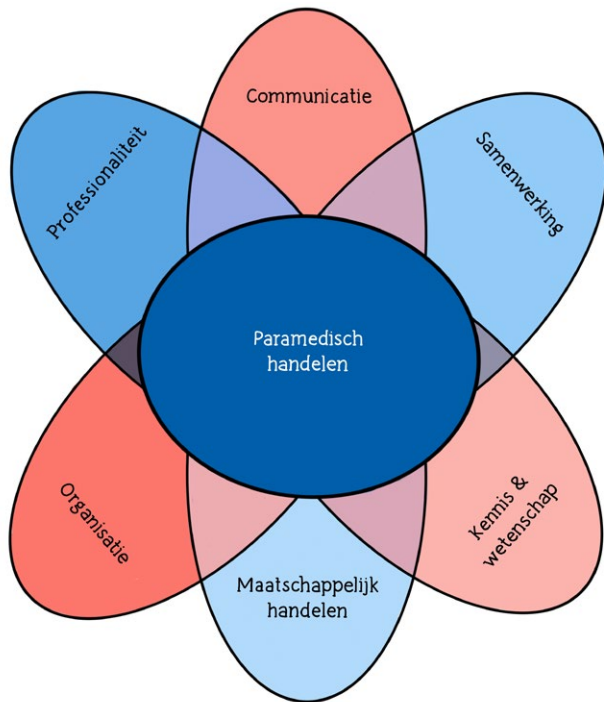 Communicatie
Professionaliteit
Samenwerking
Paramedisch
handelen
Organisatie
Kennis &
wetenschap
Maatschappelijk
handelen